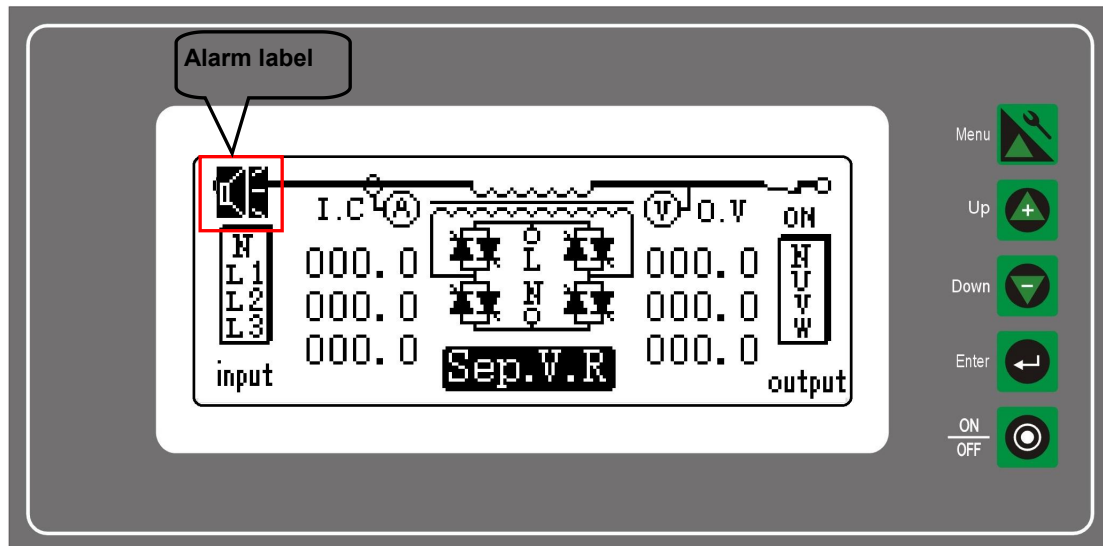 Alarm label
I.C A V O.V ON
N
L1
L2
L3
input
000.0
000.0
000.0
O
L
N
O
Sep.V.R
000.0
000.0
000.0
N
U
V
W
output
Menu
Up
Down
Enter
ON
OFF